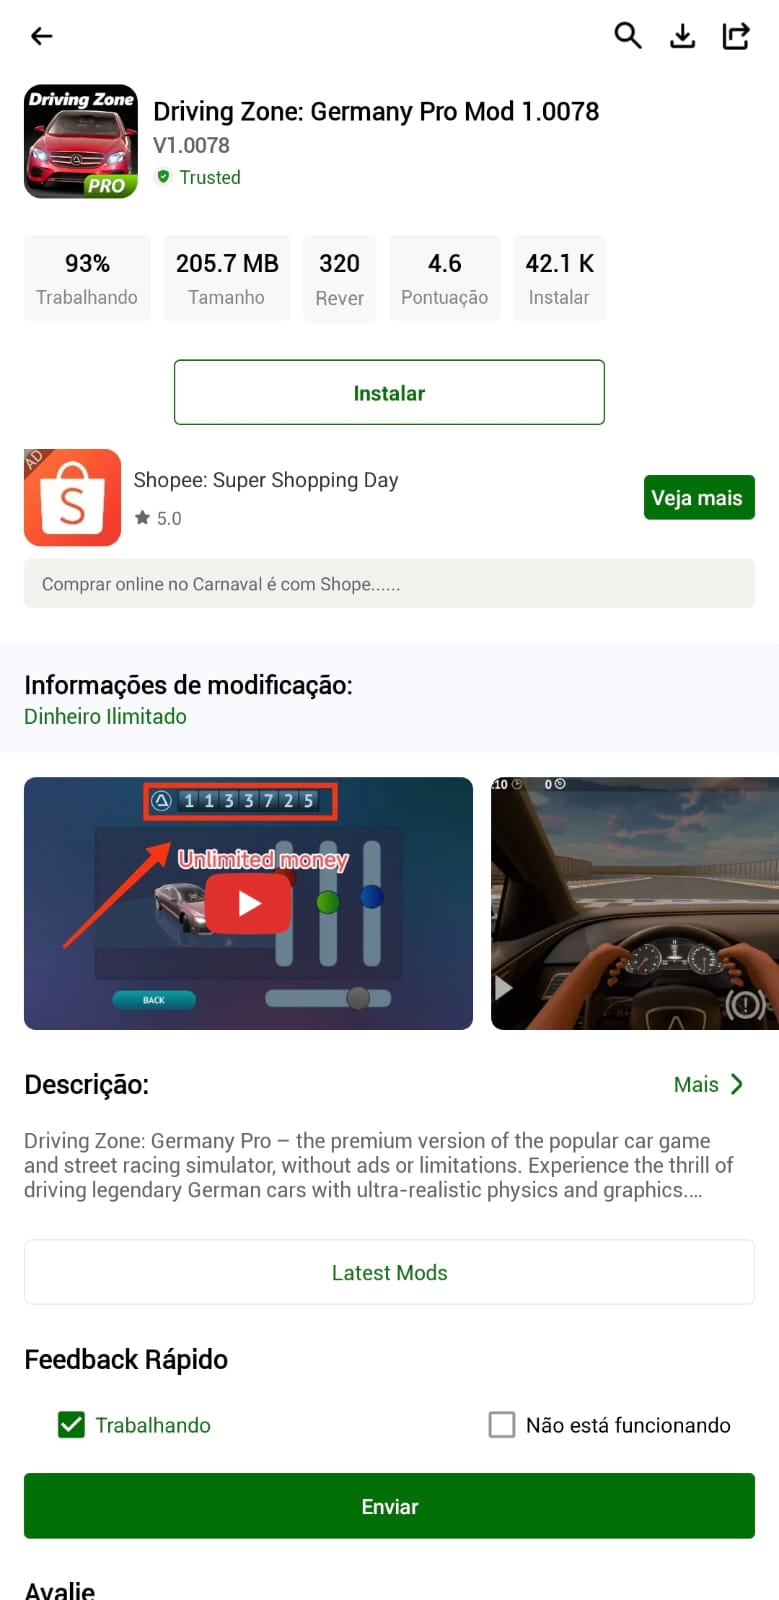 Driving Zone
PRO
Driving Zone: Germany Pro Mod 1.0078
V1.0078
Trusted
93%
Trabalhando
205.7 MB
Tamanho
320
Rever
4.6
Pontuação
42.1 K
Instalar
Instalar
AD
S
Shopee: Super Shopping Day
5.0
Veja mais
Comprar online no Carnaval é com Shope......
Informações de modificação:
Dinheiro Ilimitado
1 1 3 3 7 2 5
Unlimited money
BACK
:10
0
Descrição:
Mais
Driving Zone: Germany Pro – the premium version of the popular car game
and street racing simulator, without ads or limitations. Experience the thrill of
driving legendary German cars with ultra-realistic physics and graphics....
Latest Mods
Feedback Rápido
Trabalhando
Não está funcionando
Enviar
Avalie